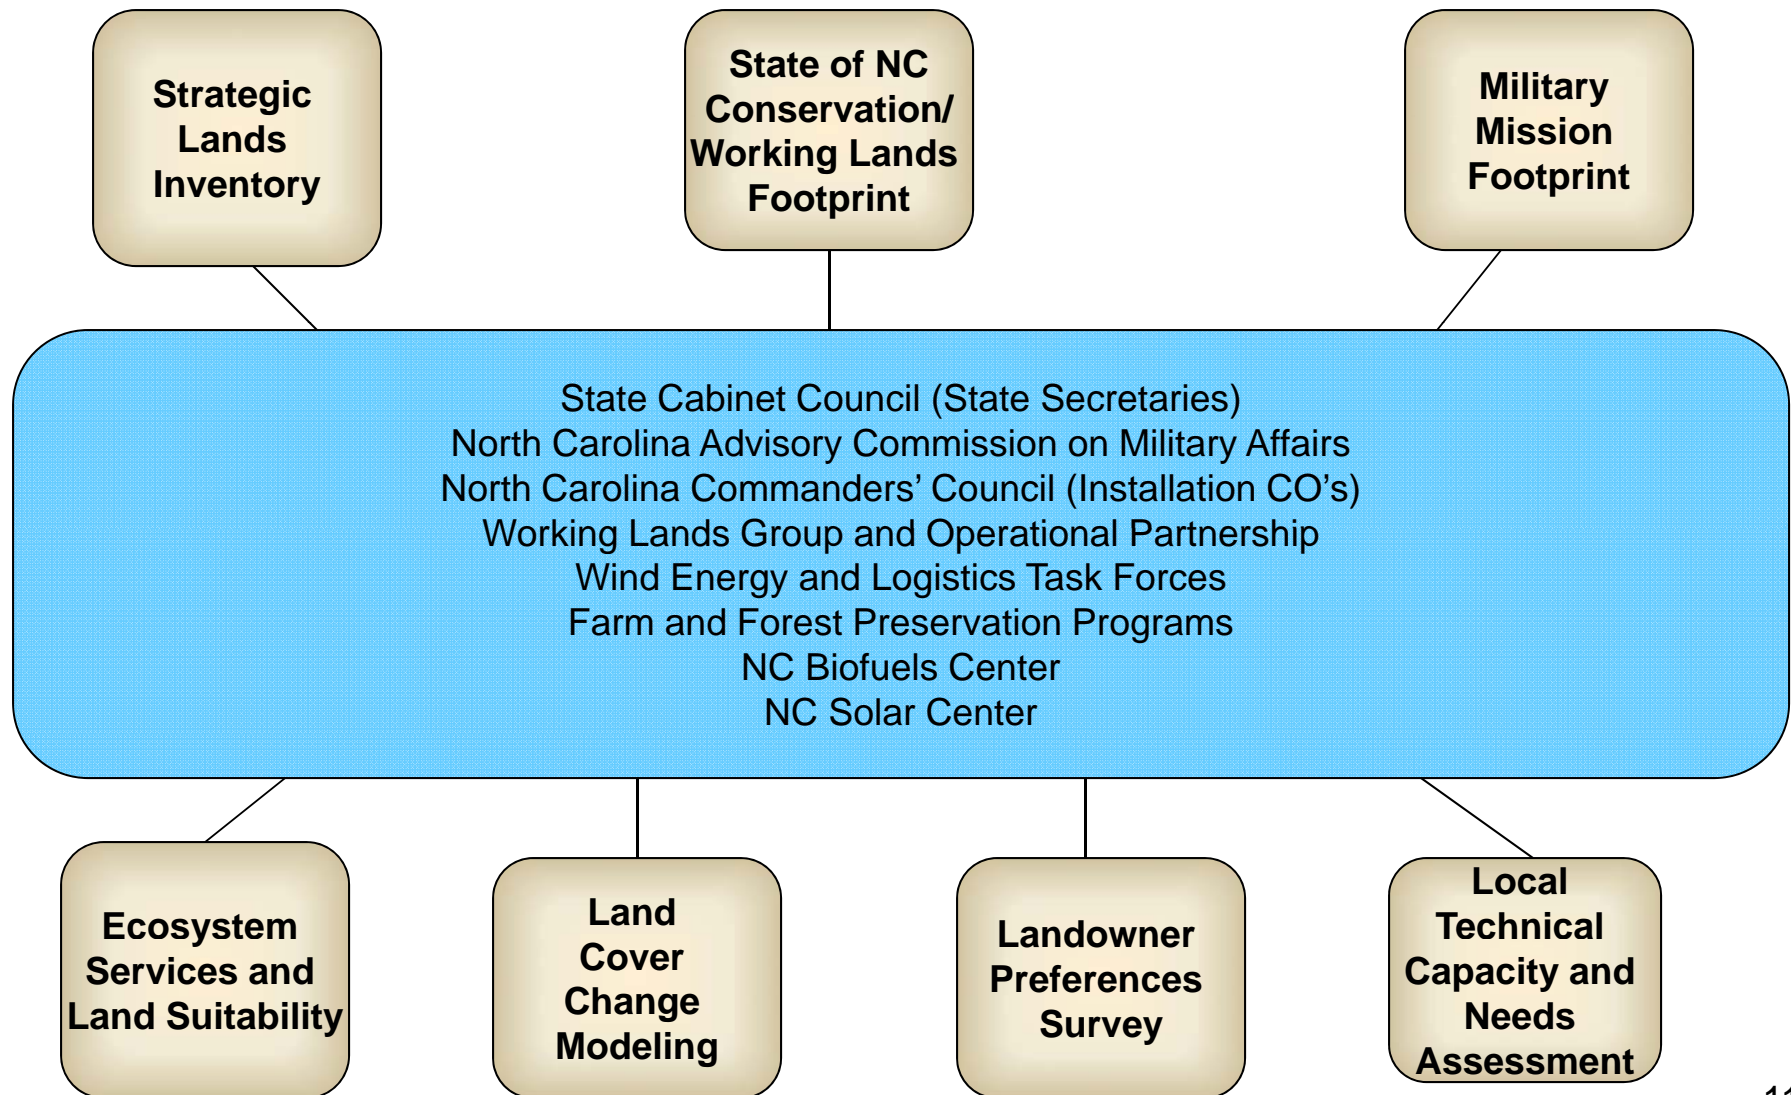 Strategic
Lands
Inventory
State of NC
Conservation/
Working Lands
Footprint
Military
Mission
Footprint
State Cabinet Council (State Secretaries)
North Carolina Advisory Commission on Military Affairs
North Carolina Commanders’ Council (Installation CO's)
Working Lands Group and Operational Partnership
Wind Energy and Logistics Task Forces
Farm and Forest Preservation Programs
NC Biofuels Center
NC Solar Center
Ecosystem
Services and
Land Suitability
Land
Cover
Change
Modeling
Landowner
Preferences
Survey
Local
Technical
Capacity and
Needs
Assessment